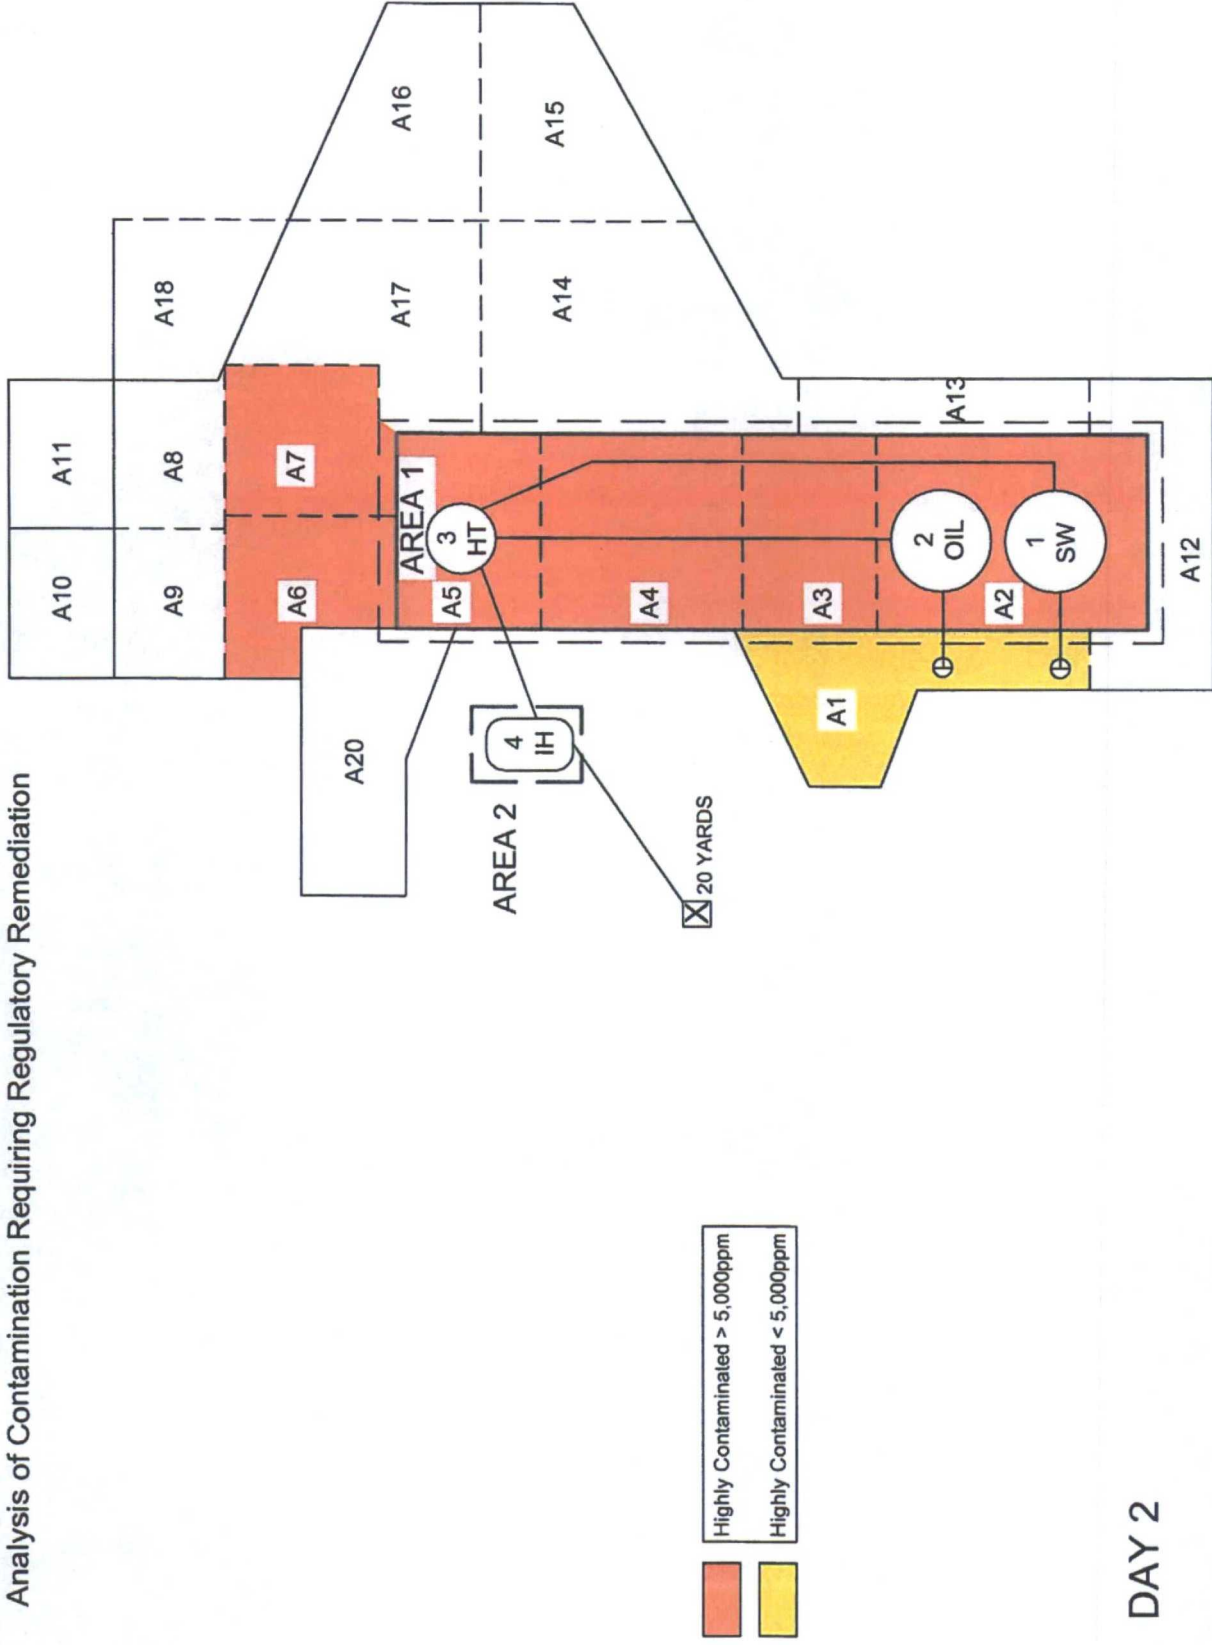 Analysis of Contamination Requiring Regulatory Remediation
A10
A11
A9
A8
A18
A6
A7
A20
A17
A16
AREA 1
A5
3
HT
AREA 2
4
IH
A14
A15
A4
20 YARDS
X
Highly Contaminated > 5,000ppm
Highly Contaminated < 5,000ppm
A1
A3
2
OIL
A13
A2
1
SW
A12
DAY 2